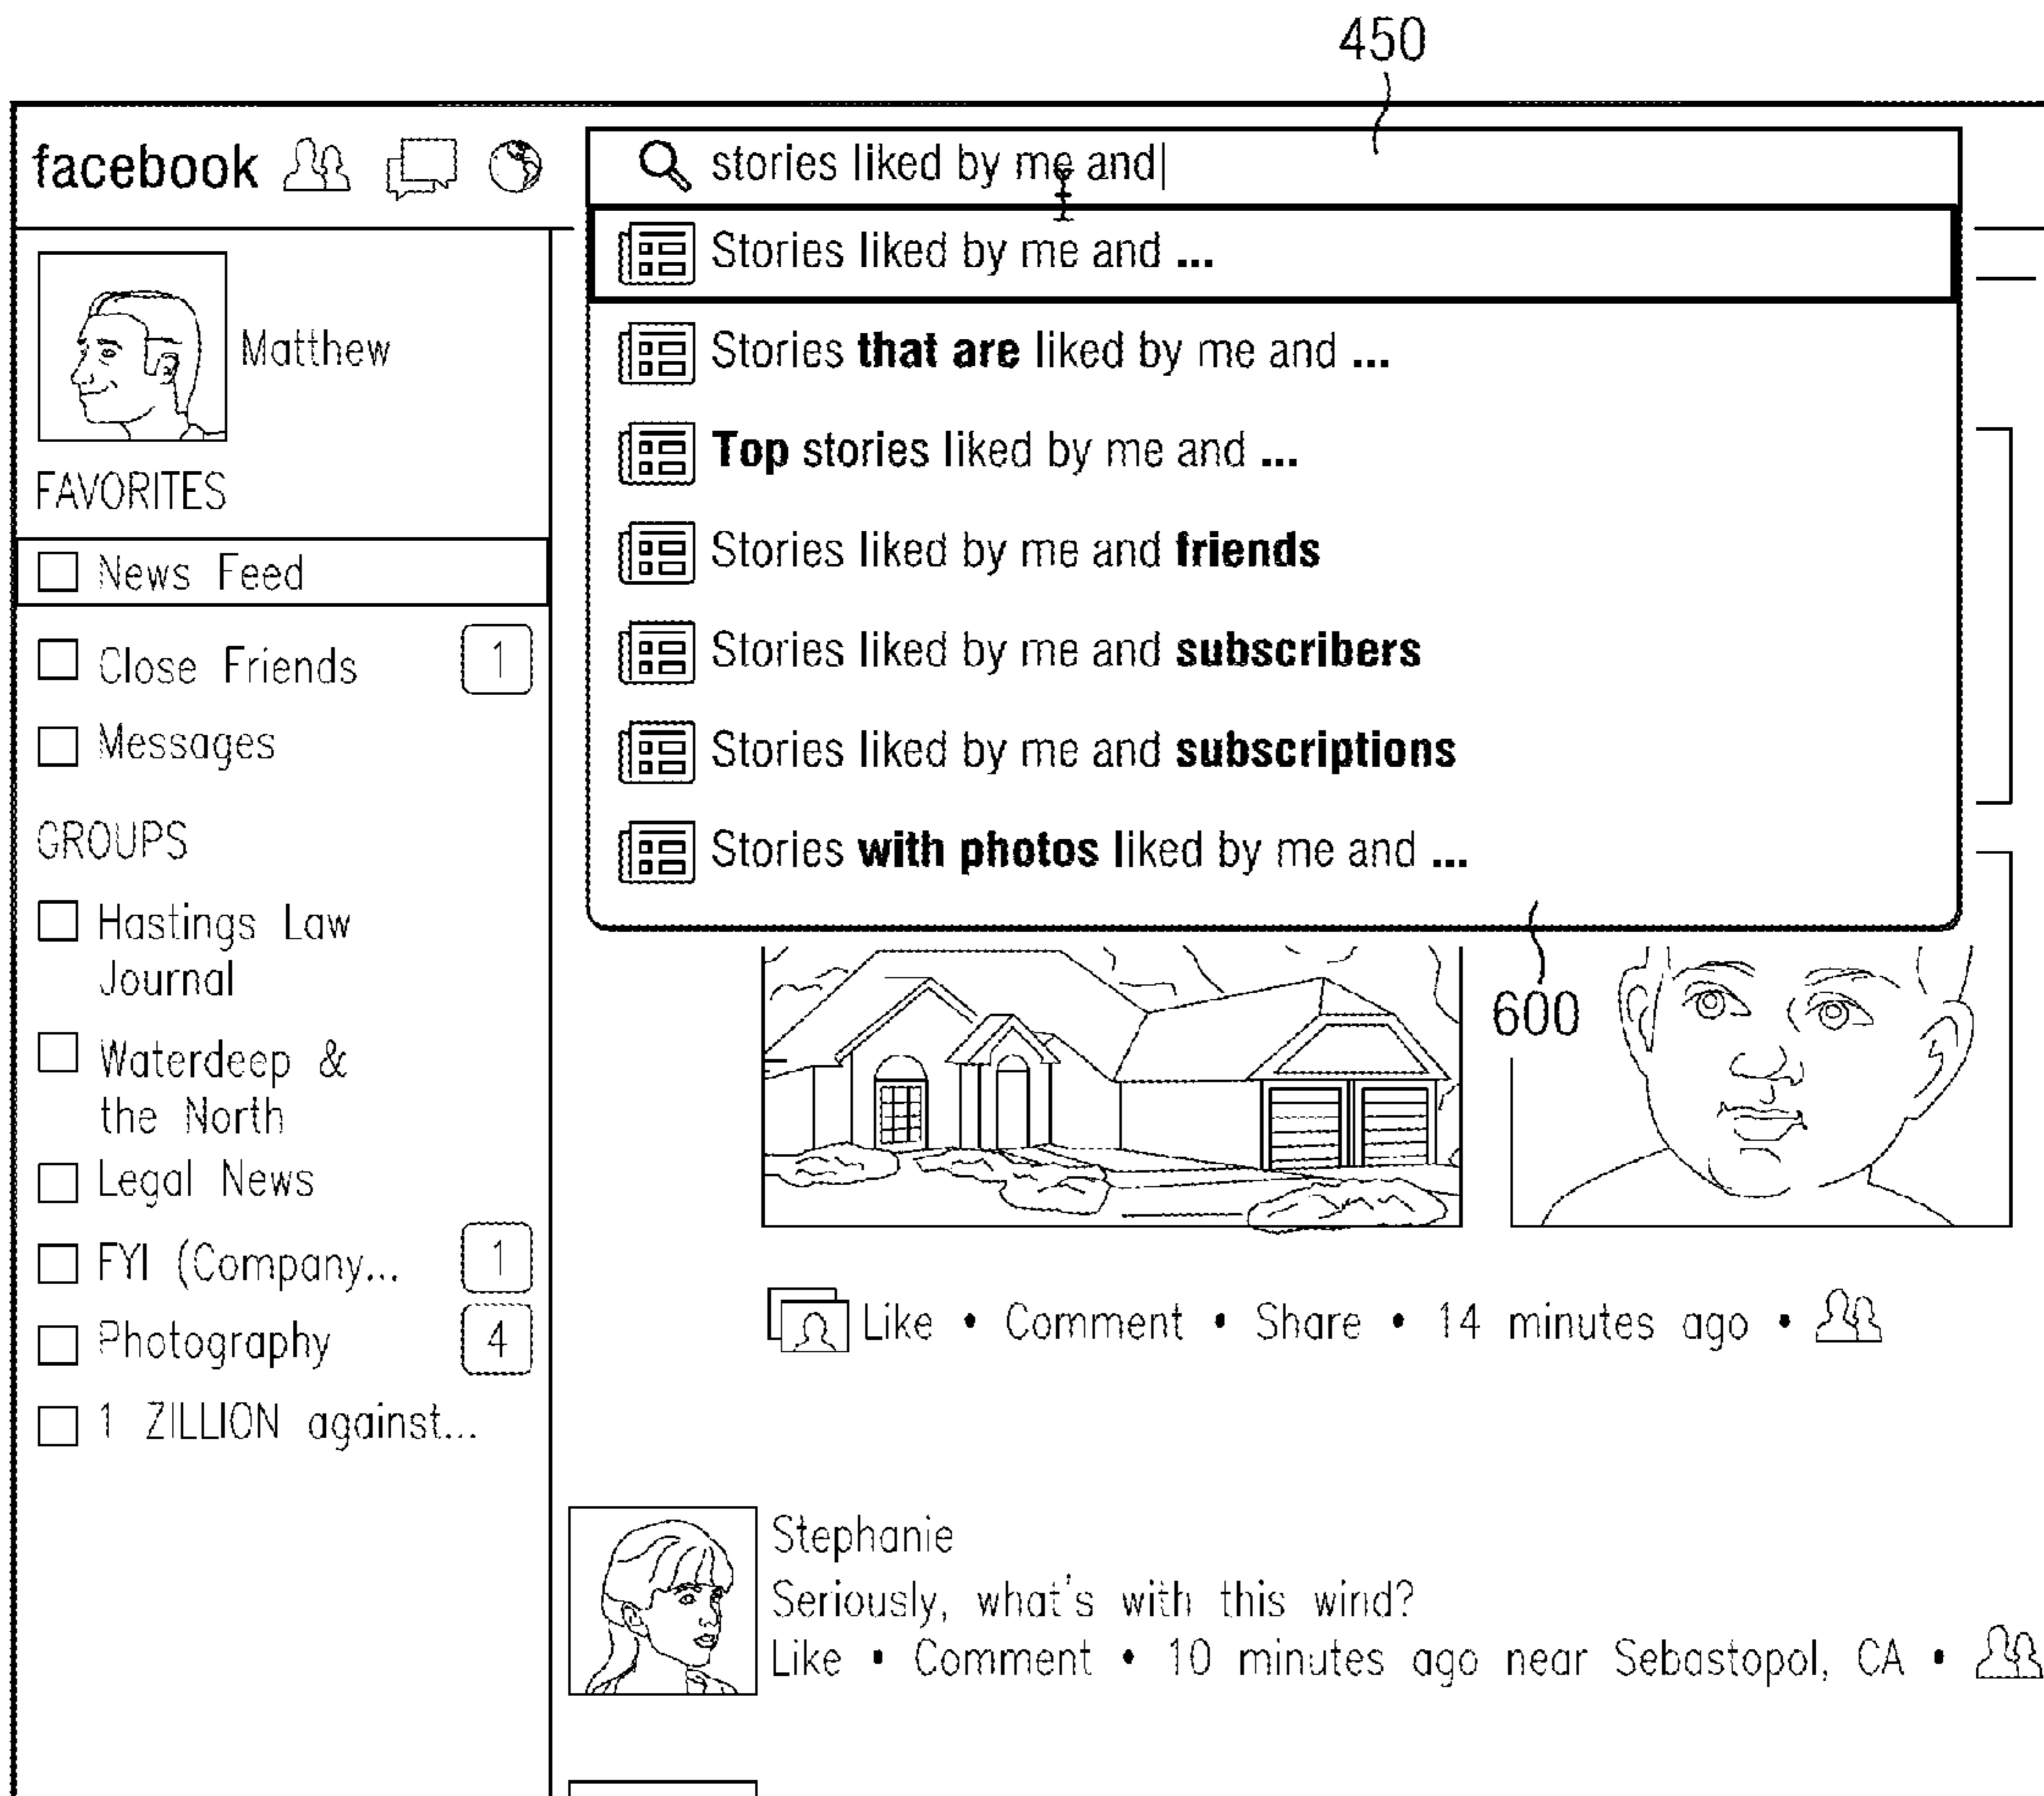 450
facebook
stories liked by me and
Stories liked by me and ...
Stories that are liked by me and ...
Top stories liked by me and ...
Stories liked by me and friends
Stories liked by me and subscribers
Stories liked by me and subscriptions
Stories with photos liked by me and ...
600
Matthew
FAVORITES
News Feed
Close Friends 1
Messages
GROUPS
Hastings Law
Journal
Waterdeep &
the North
Legal News
FYI (Company... 1
Photography 4
1 ZILLION against...
Like • Comment • Share • 14 minutes ago •
Stephanie
Seriously, what's with this wind?
Like • Comment • 10 minutes ago near Sebastopol, CA •